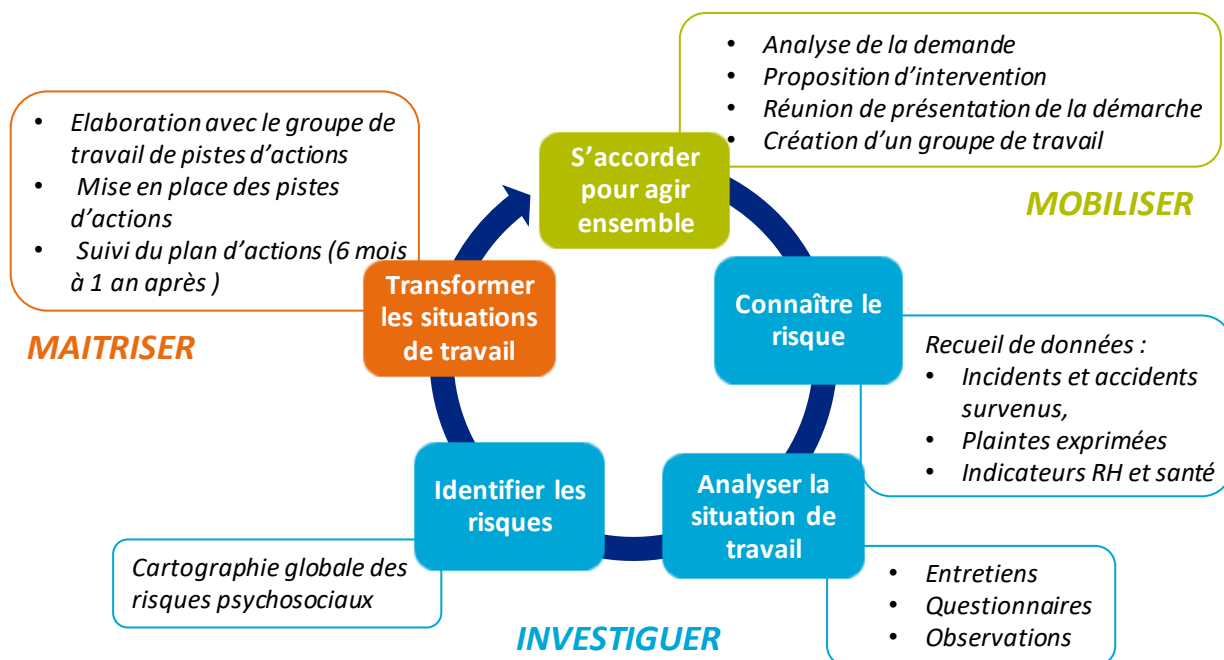 • Analyse de la demande
• Proposition d’intervention
• Réunion de présentation de la démarche
• Création d’un groupe de travail
MOBILISER
S’accorder
pour agir
ensemble
Connaître le
risque
Recueil de données :
• Incidents et accidents
survenus,
• Plaintes exprimées
• Indicateurs RH et santé
Analyser la
situation de
travail
• Entretiens
• Questionnaires
• Observations
INVESTIGUER
Identifier les
risques
Cartographie globale des
risques psychosociaux
Transformer
les situations
de travail
• Elaboration avec le groupe de
travail de pistes d’actions
• Mise en place des pistes
d’actions
• Suivi du plan d’actions (6 mois
à 1 an après )
MAITRISER